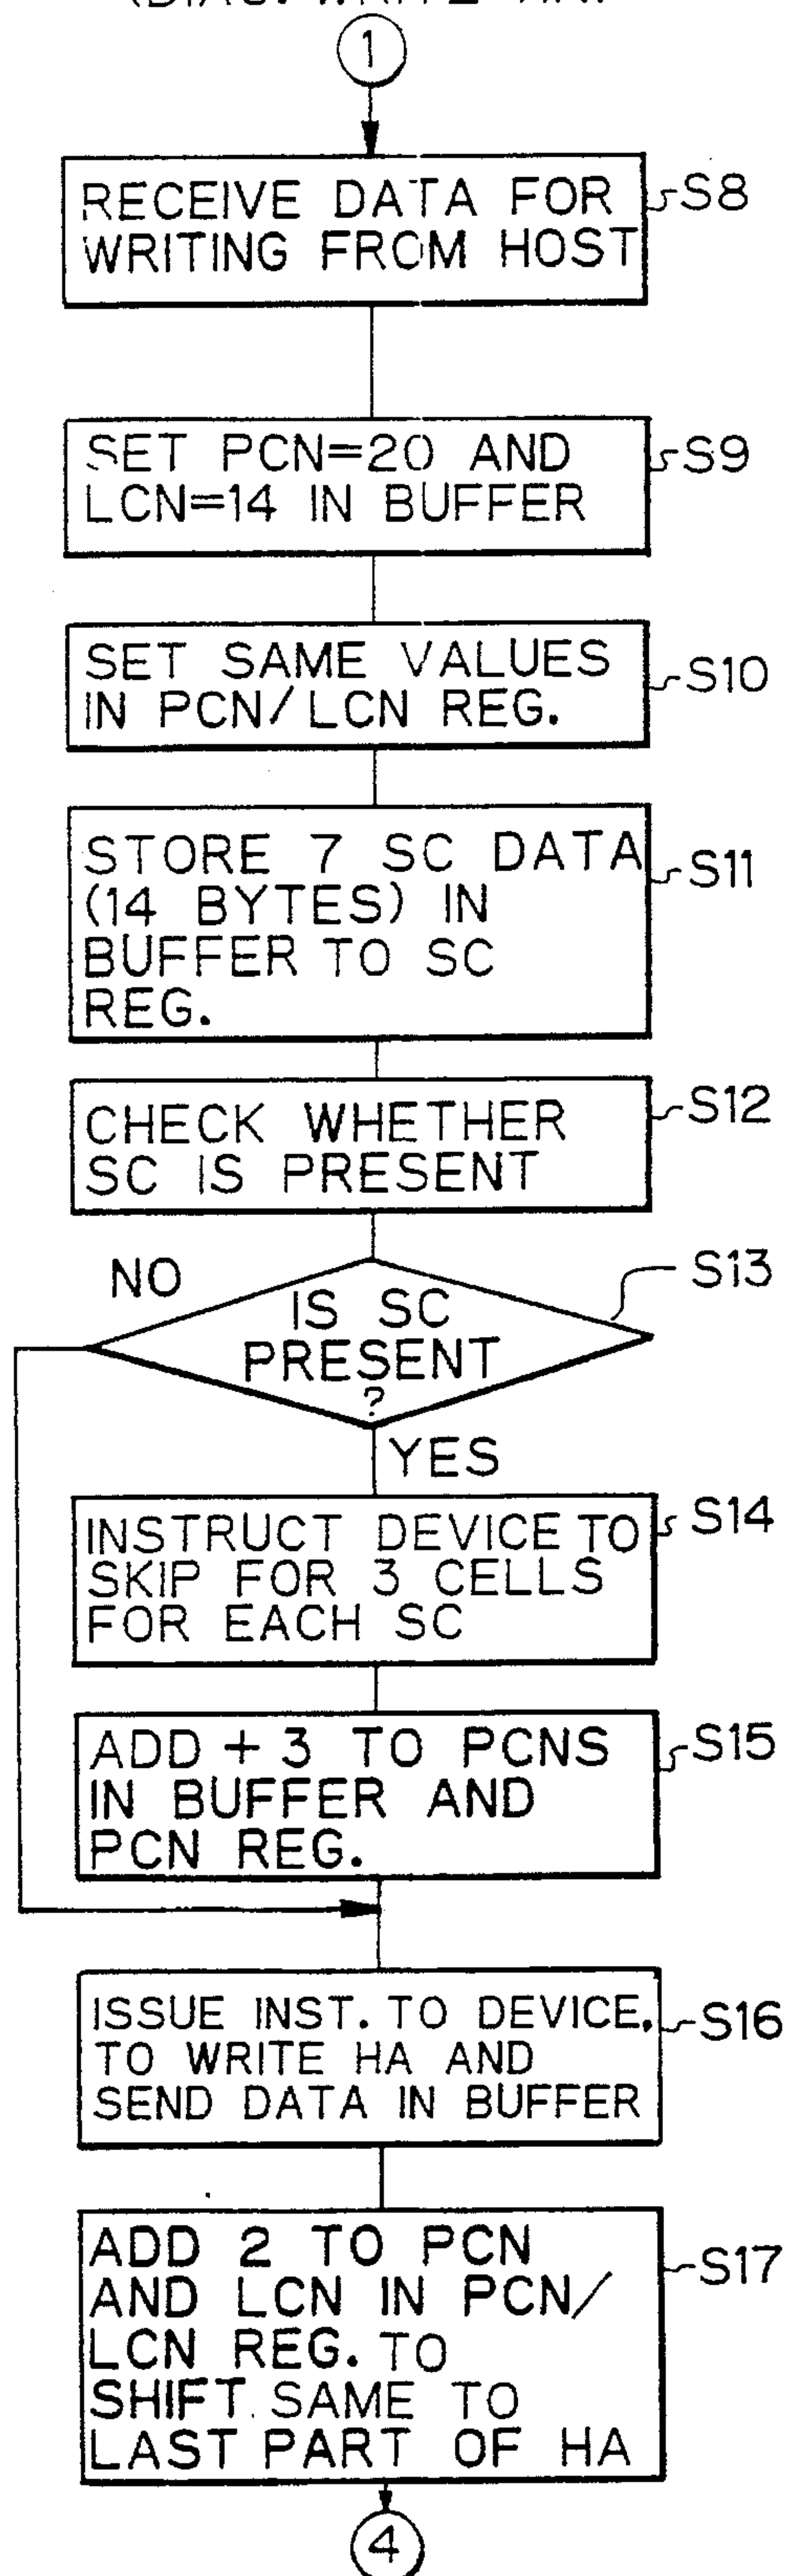 1
RECEIVE DATA FOR
WRITING FROM HOST
S8
SET PCN=20 AND
LCN=14 IN BUFFER
S9
SET SAME VALUES
IN PCN/LCN REG.
S10
STORE 7 SC DATA
(14 BYTES) IN
BUFFER TO SC
REG.
S11
CHECK WHETHER
SC IS PRESENT
S12
NO
IS SC
PRESENT
?
S13
YES
INSTRUCT DEVICE TO
SKIP FOR 3 CELLS
FOR EACH SC
S14
ADD +3 TO PCNS
IN BUFFER AND
PCN REG.
S15
ISSUE INST. TO DEVICE.
TO WRITE HA AND
SEND DATA IN BUFFER
S16
ADD 2 TO PCN
AND LCN IN PCN/
LCN REG. TO
SHIFT SAME TO
LAST PART OF HA
S17
4